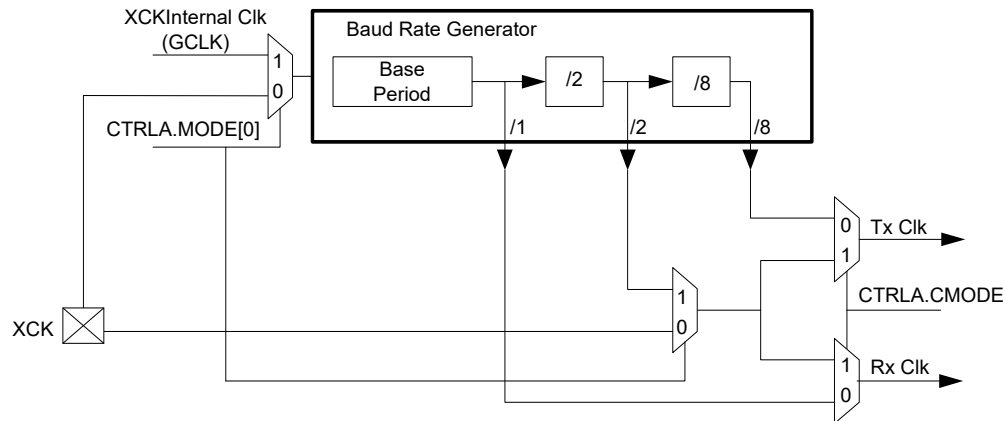 XCKInternal Clk
(GCLK)
Baud Rate Generator
1
0
Base
Period
/2
/8
CTRLA.MODE[0]
/1
/2
/8
0
Tx Clk
1
1
CTRLA.CMODE
XCK
0
1
Rx Clk
0